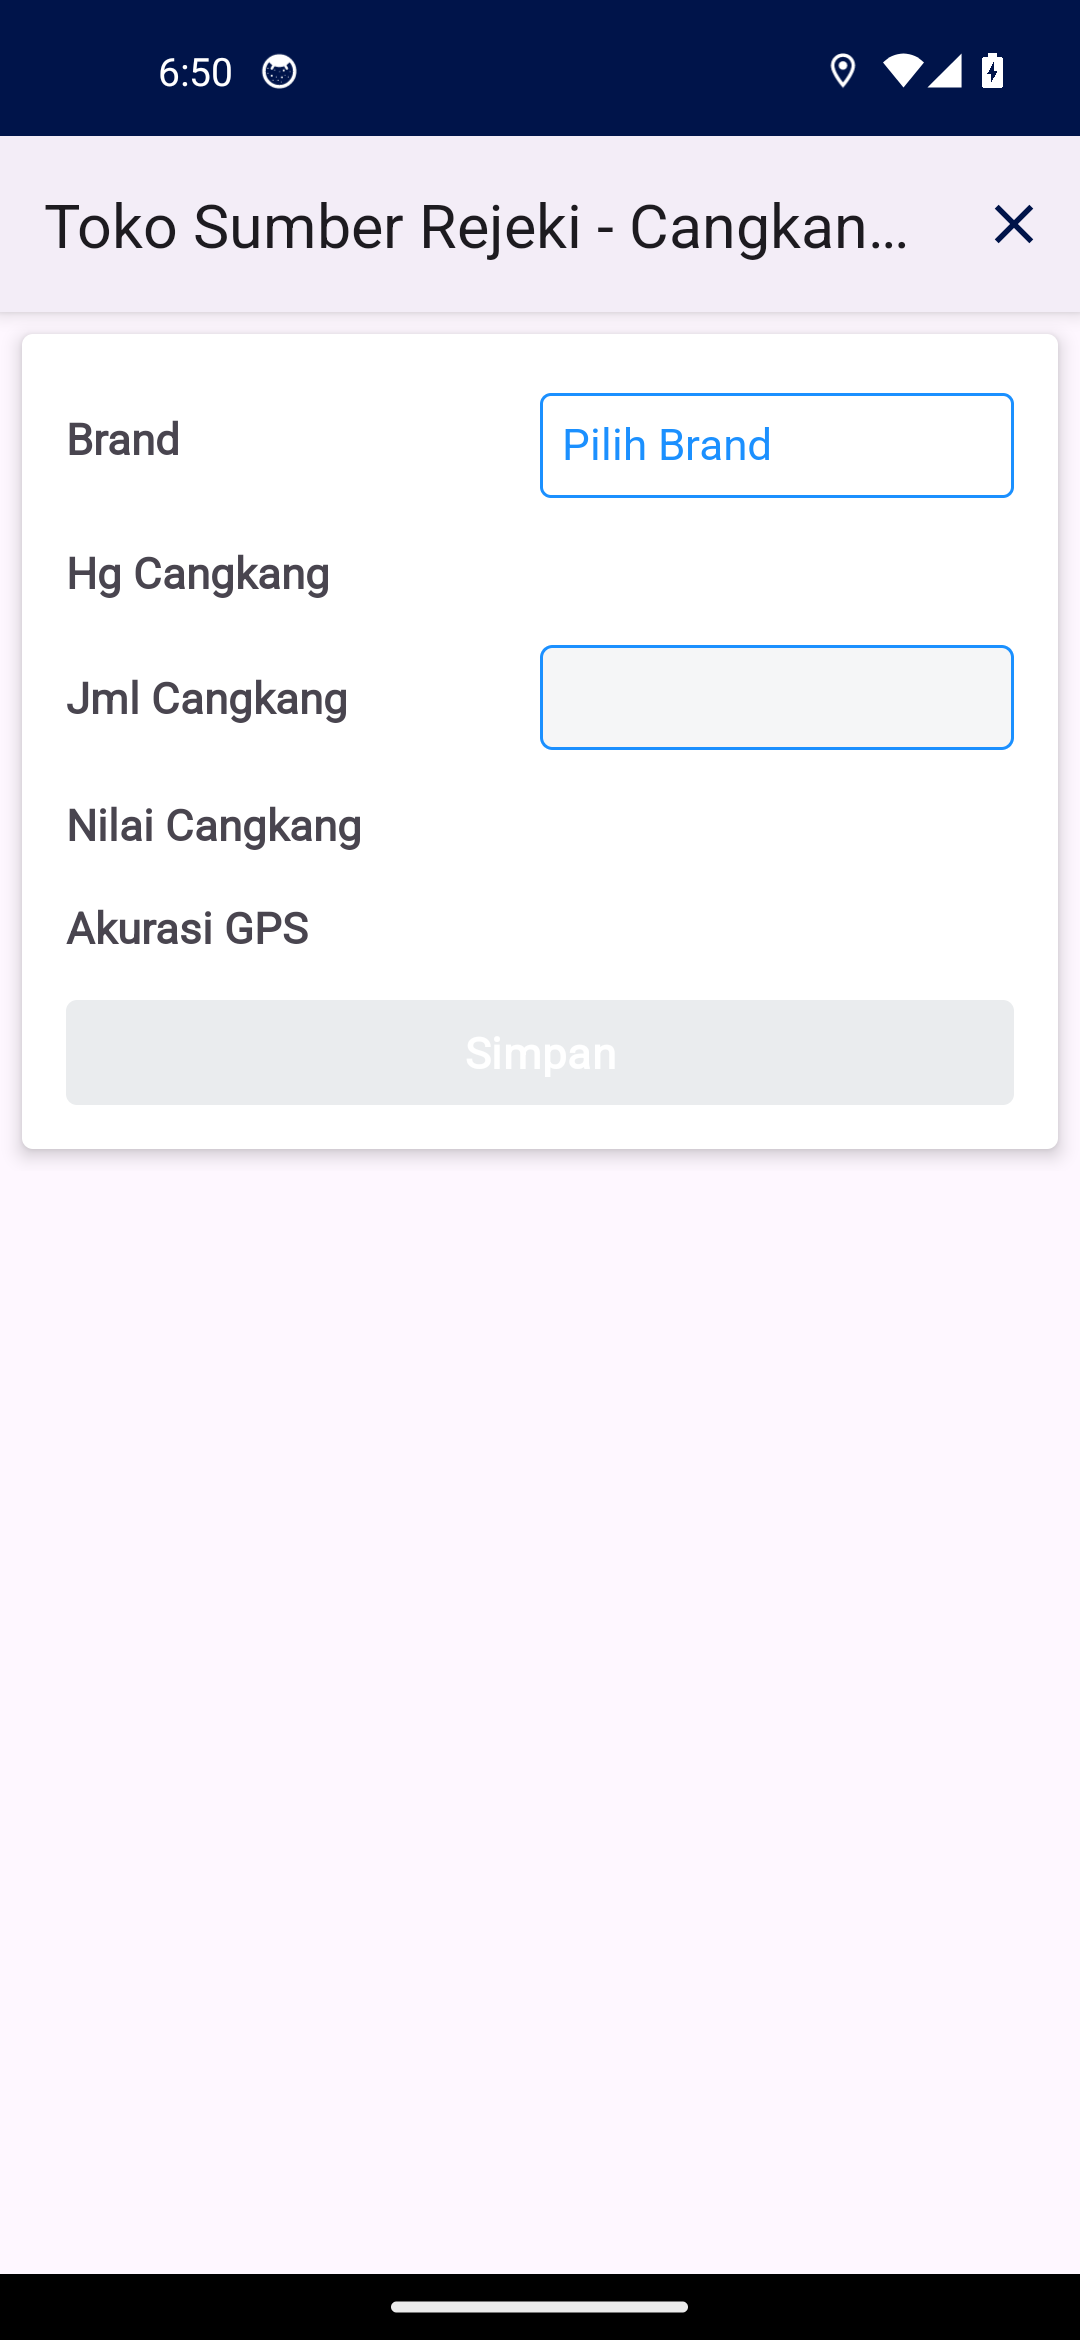 6:50
Toko Sumber Rejeki - Cangkan...
Brand
Pilih Brand
Hg Cangkang
Jml Cangkang
Nilai Cangkang
Akurasi GPS
Simpan